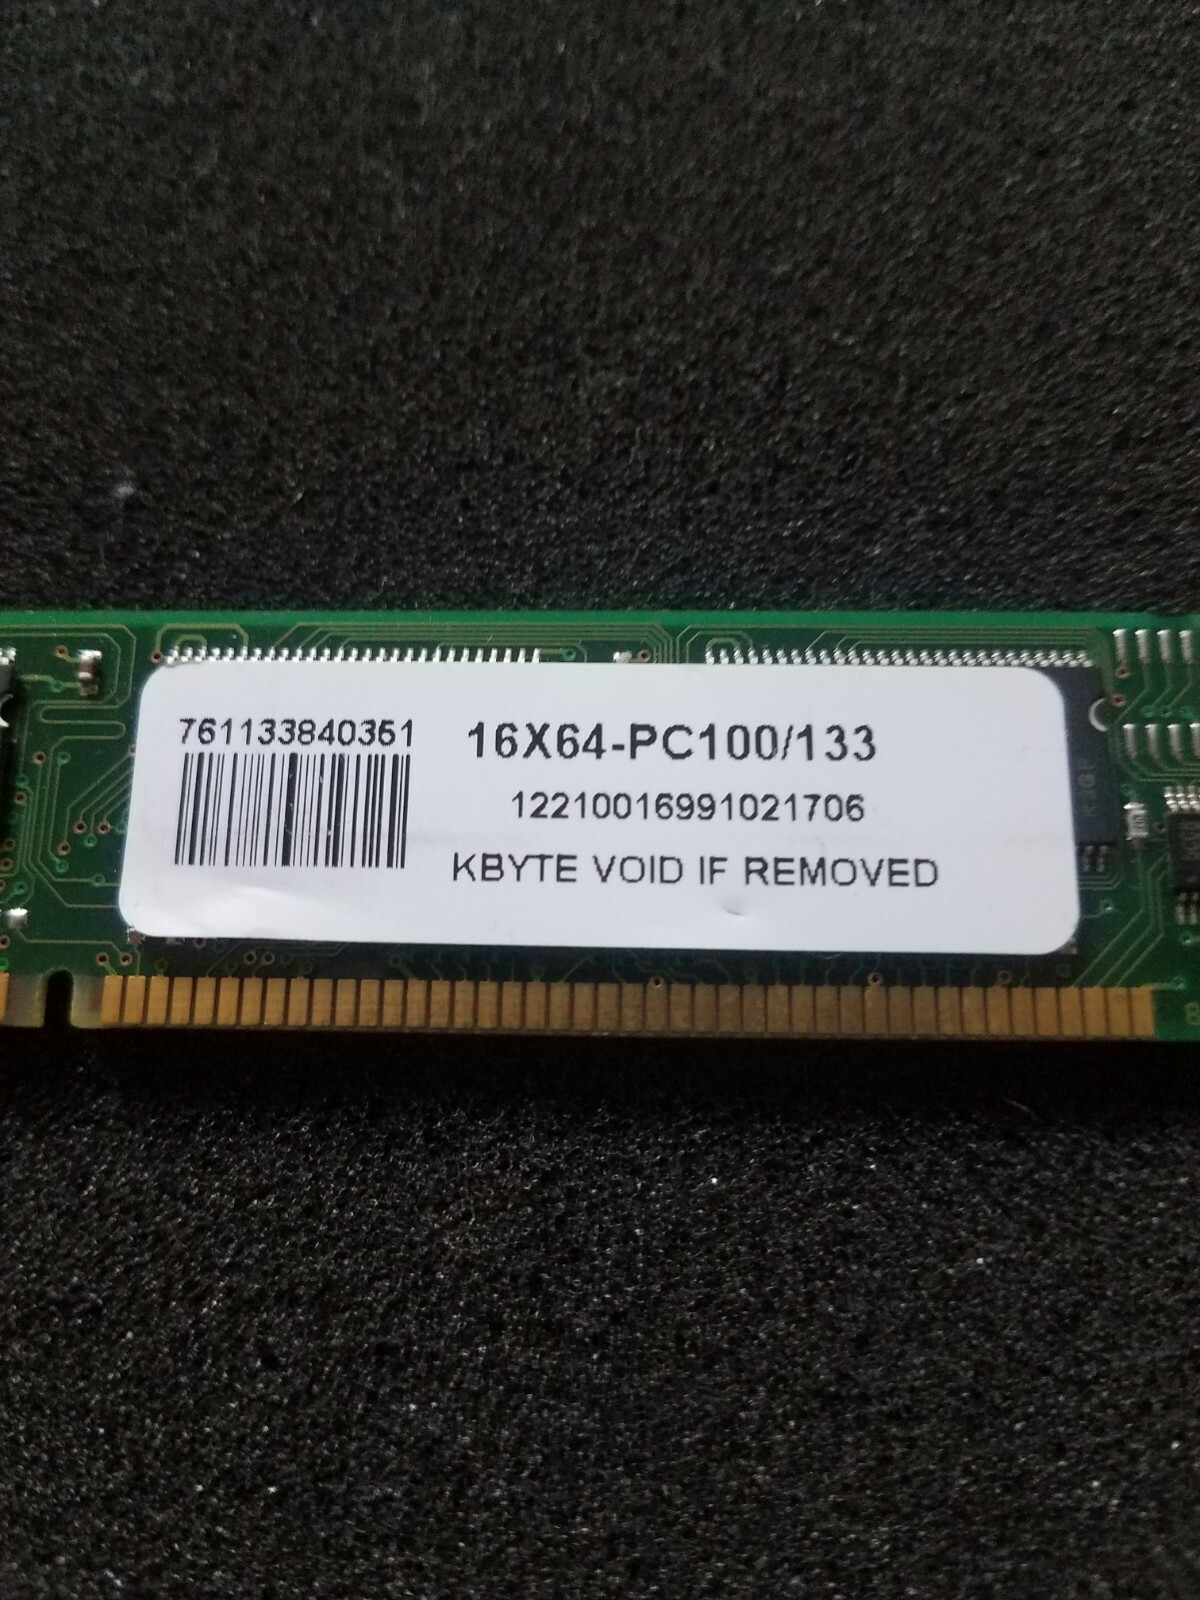 761133840351
16X64-PC100/133
12210016991021706
KBYTE VOID IF REMOVED